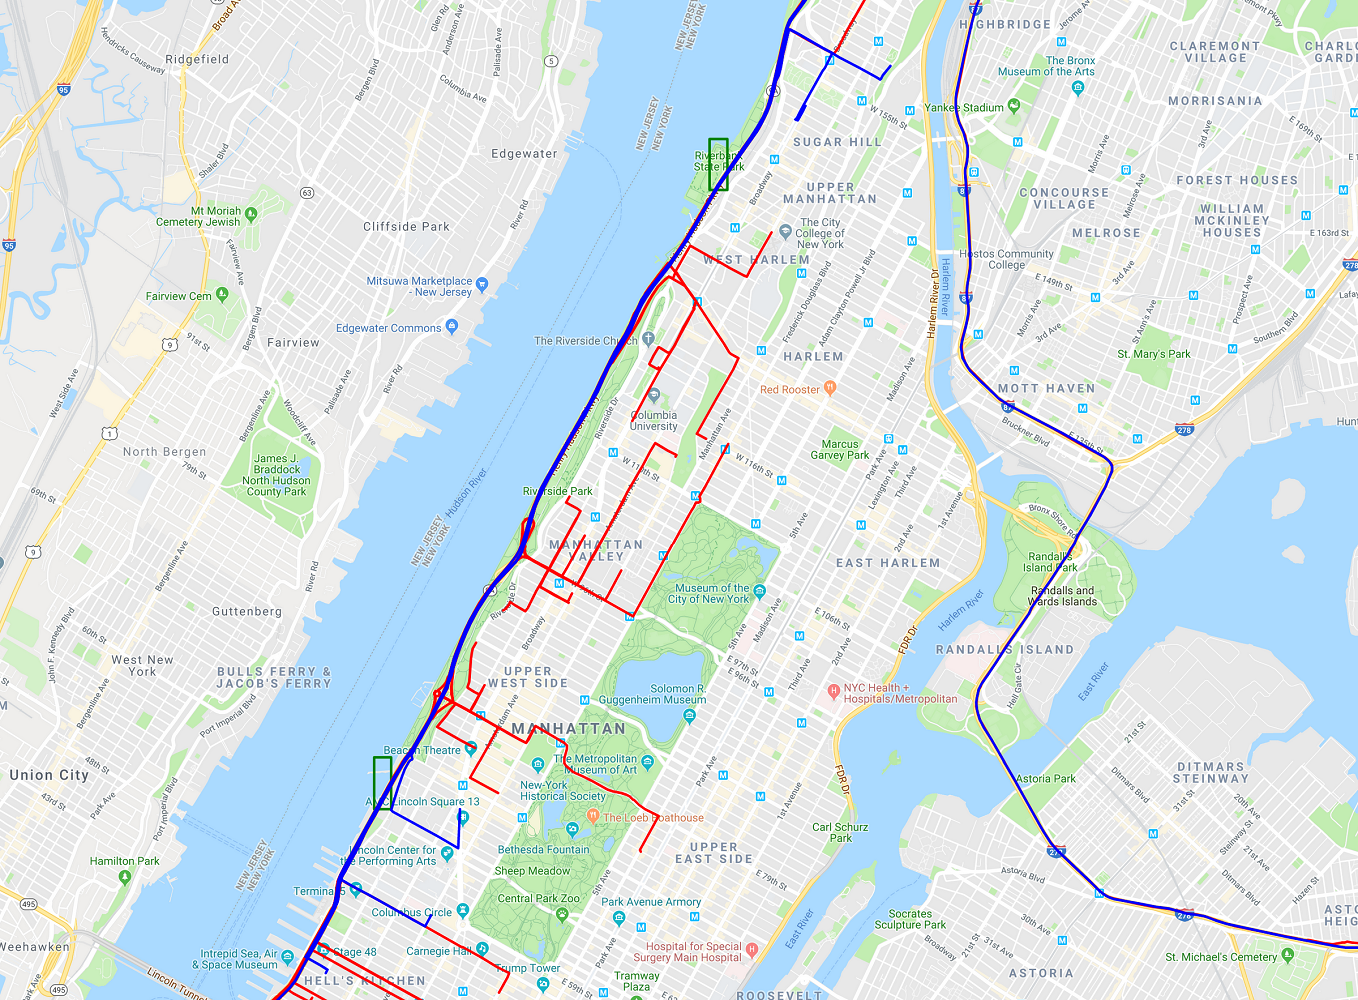 Ridgefield
Hendricks Causeway
Broad Ave
Glen Rd
Anderson Ave
Palisade Ave
Bergen Blvd
Columbia Ave
5
95
Shaler Blvd
Edgewater
63
Mt Moriah
Cemetery Jewish
Cliffside Park
River Rd
95
Fairview Ave
Mitsuwa Marketplace
- New Jersey
Fairview Cem
Edgewater Commons
Bergen Blvd
91st St
9
Fairview
West Side Ave
Bergenline Ave
Woodcliff Ave
Palisade Ave
River Rd
1
North Bergen
79th St
James J.
Braddock
North Hudson
County Park
69th St
9
Hudson River
NEW JERSEY
NEW YORK
Bergenline Ave
River Rd
Guttenberg
John F. Kennedy Blvd
60th St
West New
York
BULLS FERRY &
JACOB'S FERRY
Port Imperial Blvd
Bergenline Ave
48th St
Union City
43rd St
Park Ave
Port Imperial Blvd
Hamilton Park
NEW JERSEY
NEW YORK
495
Weehawken
495
Lincoln Tunnel
Intrepid Sea, Air
& Space Museum
NEW JERSEY
NEW YORK
NEW JERSEY
NEW YORK
HIGHBRIDGE
Jerome Ave
CLAREMONT
VILLAGE
The Bronx
Museum of the Arts
Yankee Stadium
MORRISANIA
W 155th St
3rd Ave
E 169th St
SUGAR HILL
Morris Ave
Riverbank
State Park
Broadway
UPPER
MANHATTAN
Melrose Ave
FOREST HOUSES
CONCOURSE
VILLAGE
WILLIAM
MCKINLEY
HOUSES
The City
College of
New York
MELROSE
E 163rd St
WEST HARLEM
Hostos Community
College
Harlem River
Harlem River Dr
E 149th St
3rd Ave
278
Prospect Ave
Frederick Douglass Blvd
Adam Clayton Powell Jr Blvd
87
Morris Ave
3rd Ave
St Ann's Ave
Southern Blvd
The Riverside Church
HARLEM
St. Mary's Park
Madison Ave
Red Rooster
MOTT HAVEN
87
Columbia
University
Riverside Dr
Henry Hudson Pkwy
Manhattan Ave
Bruckner Blvd
E 135th St
278
Marcus
Garvey Park
W 116th St
W 116th St
Park Ave
Lexington Ave
Third Ave
1st Ave
Riverside Park
5th Ave
2nd Ave
Bronx Shore Rd
MANHATTAN
VALLEY
EAST HARLEM
Randall's
Island Park
Randalls and
Wards Islands
Museum of the
City of New York
Madison Ave
Harlem River
E 106th St
FDR Dr
5th Ave
2nd Ave
Broadway
E 97th St
E 96th St
RANDALLS ISLAND
Third Ave
Hell Gate Cir
East River
UPPER
WEST SIDE
Solomon R.
Guggenheim Museum
NYC Health +
Hospitals/Metropolitan
MANHATTAN
21st St
Beacon Theatre
The Metropolitan
Museum of Art
Park Ave
FDR Dr
DITMARS
STEINWAY
Astoria Park
New-York
Historical Society
1st Avenue
31st St
20th Ave
Steinway St
21st Ave
AMC Lincoln Square 13
The Loeb Boathouse
Carl Schurz
Park
Lincoln Center for
the Performing Arts
Bethesda Fountain
UPPER
EAST SIDE
278
Sheep Meadow
E 79th St
Astoria Blvd
Ditmars Blvd
Hazen St
Terminal 5
5th Ave
Central Park Zoo
Park Avenue Armory
Columbus Circle
Socrates
Sculpture Park
30th Ave
278
East River
Stage 48
Carnegie Hall
Park Ave
Hospital for Special
Surgery Main Hospital
Broadway
21st St
31st Ave
St. Michael's Cemetery
HELL'S KITCHEN
Trump Tower
E 59th St
Tramway
Plaza
ASTORIA
ROOSEVELT